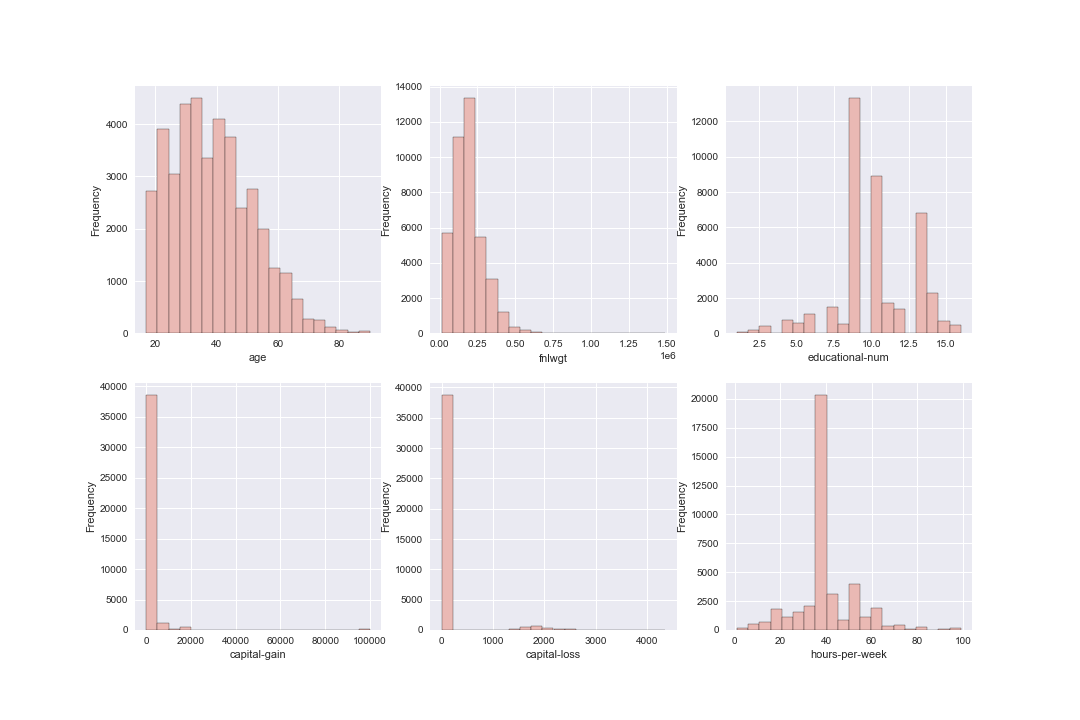 4000
3000
2000
1000
0
Frequency
20 40 60 80
age
14000
12000
10000
8000
6000
4000
2000
0
Frequency
0.00 0.25 0.50 0.75 1.00 1.25 1.50
1e6
fnlwgt
12000
10000
8000
6000
4000
2000
0
Frequency
2.5 5.0 7.5 10.0 12.5 15.0
educational-num
40000
35000
30000
25000
20000
15000
10000
5000
0
Frequency
0 20000 40000 60000 80000 100000
capital-gain
40000
35000
30000
25000
20000
15000
10000
5000
0
Frequency
0 1000 2000 3000 4000
capital-loss
20000
17500
15000
12500
10000
7500
5000
2500
0
Frequency
0 20 40 60 80 100
hours-per-week